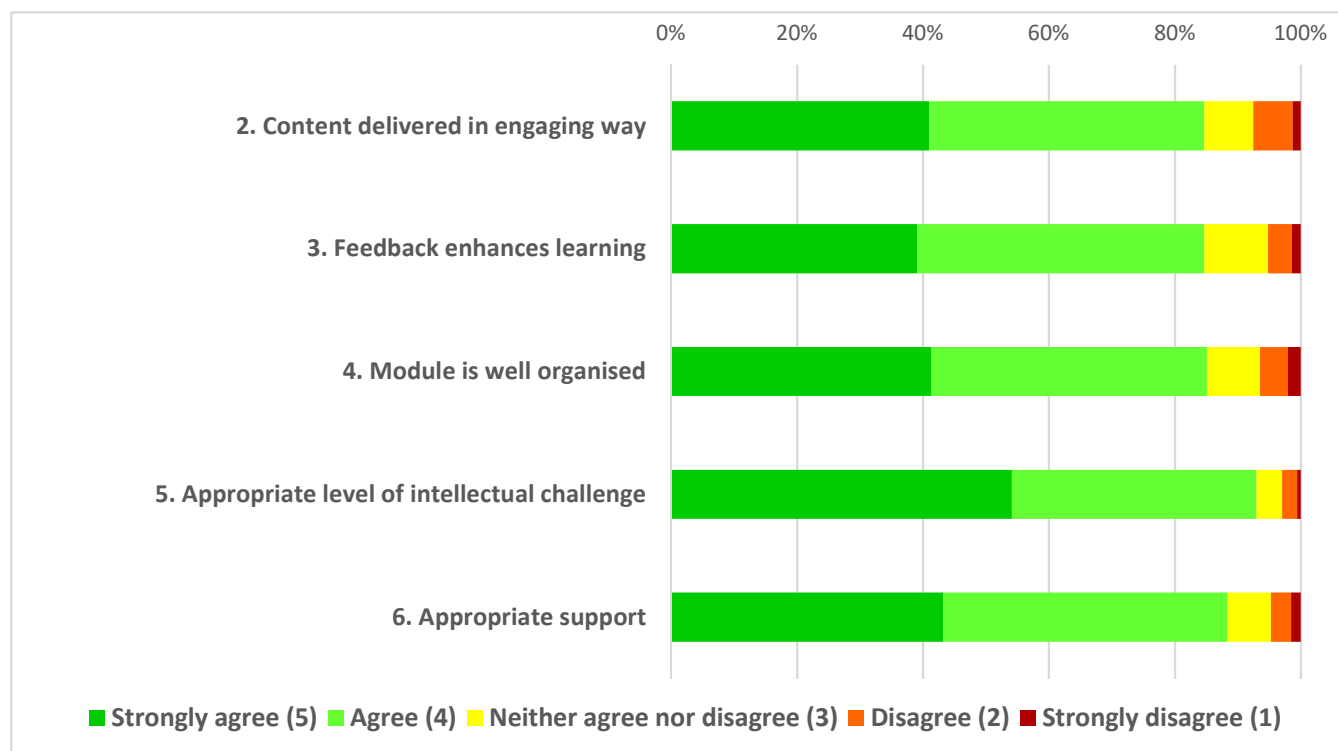 0% 20% 40% 60% 80% 100%
2. Content delivered in engaging way
3. Feedback enhances learning
4. Module is well organised
5. Appropriate level of intellectual challenge
6. Appropriate support
Strongly agree (5) Agree (4) Neither agree nor disagree (3) Disagree (2) Strongly disagree (1)